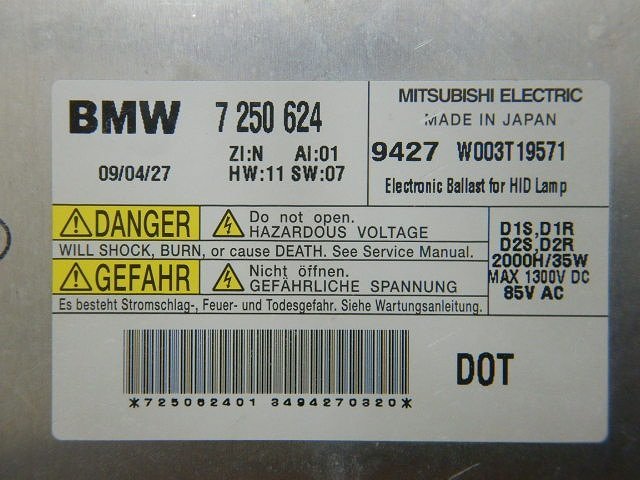 BMW 7 250 624
ZI:N AI:01
09/04/27 HW:11 SW:07
MITSUBISHI ELECTRIC
MADE IN JAPAN
9427 W003T19571
Electronic Ballast for HID Lamp
DANGER Do not open.
HAZARDOUS VOLTAGE
WILL SHOCK, BURN, or cause DEATH. See Service Manual.
GEFAHR Nicht öffnen.
GEFÄHRLICHE SPANNUNG
Es besteht Stromschlag-, Feuer- und Todesgefahr. Siehe Wartungsanleitung.
D1S,D1R
D2S,D2R
2000H/35W
MAX 1300V DC
85V AC
*725062401 3494270320*
DOT